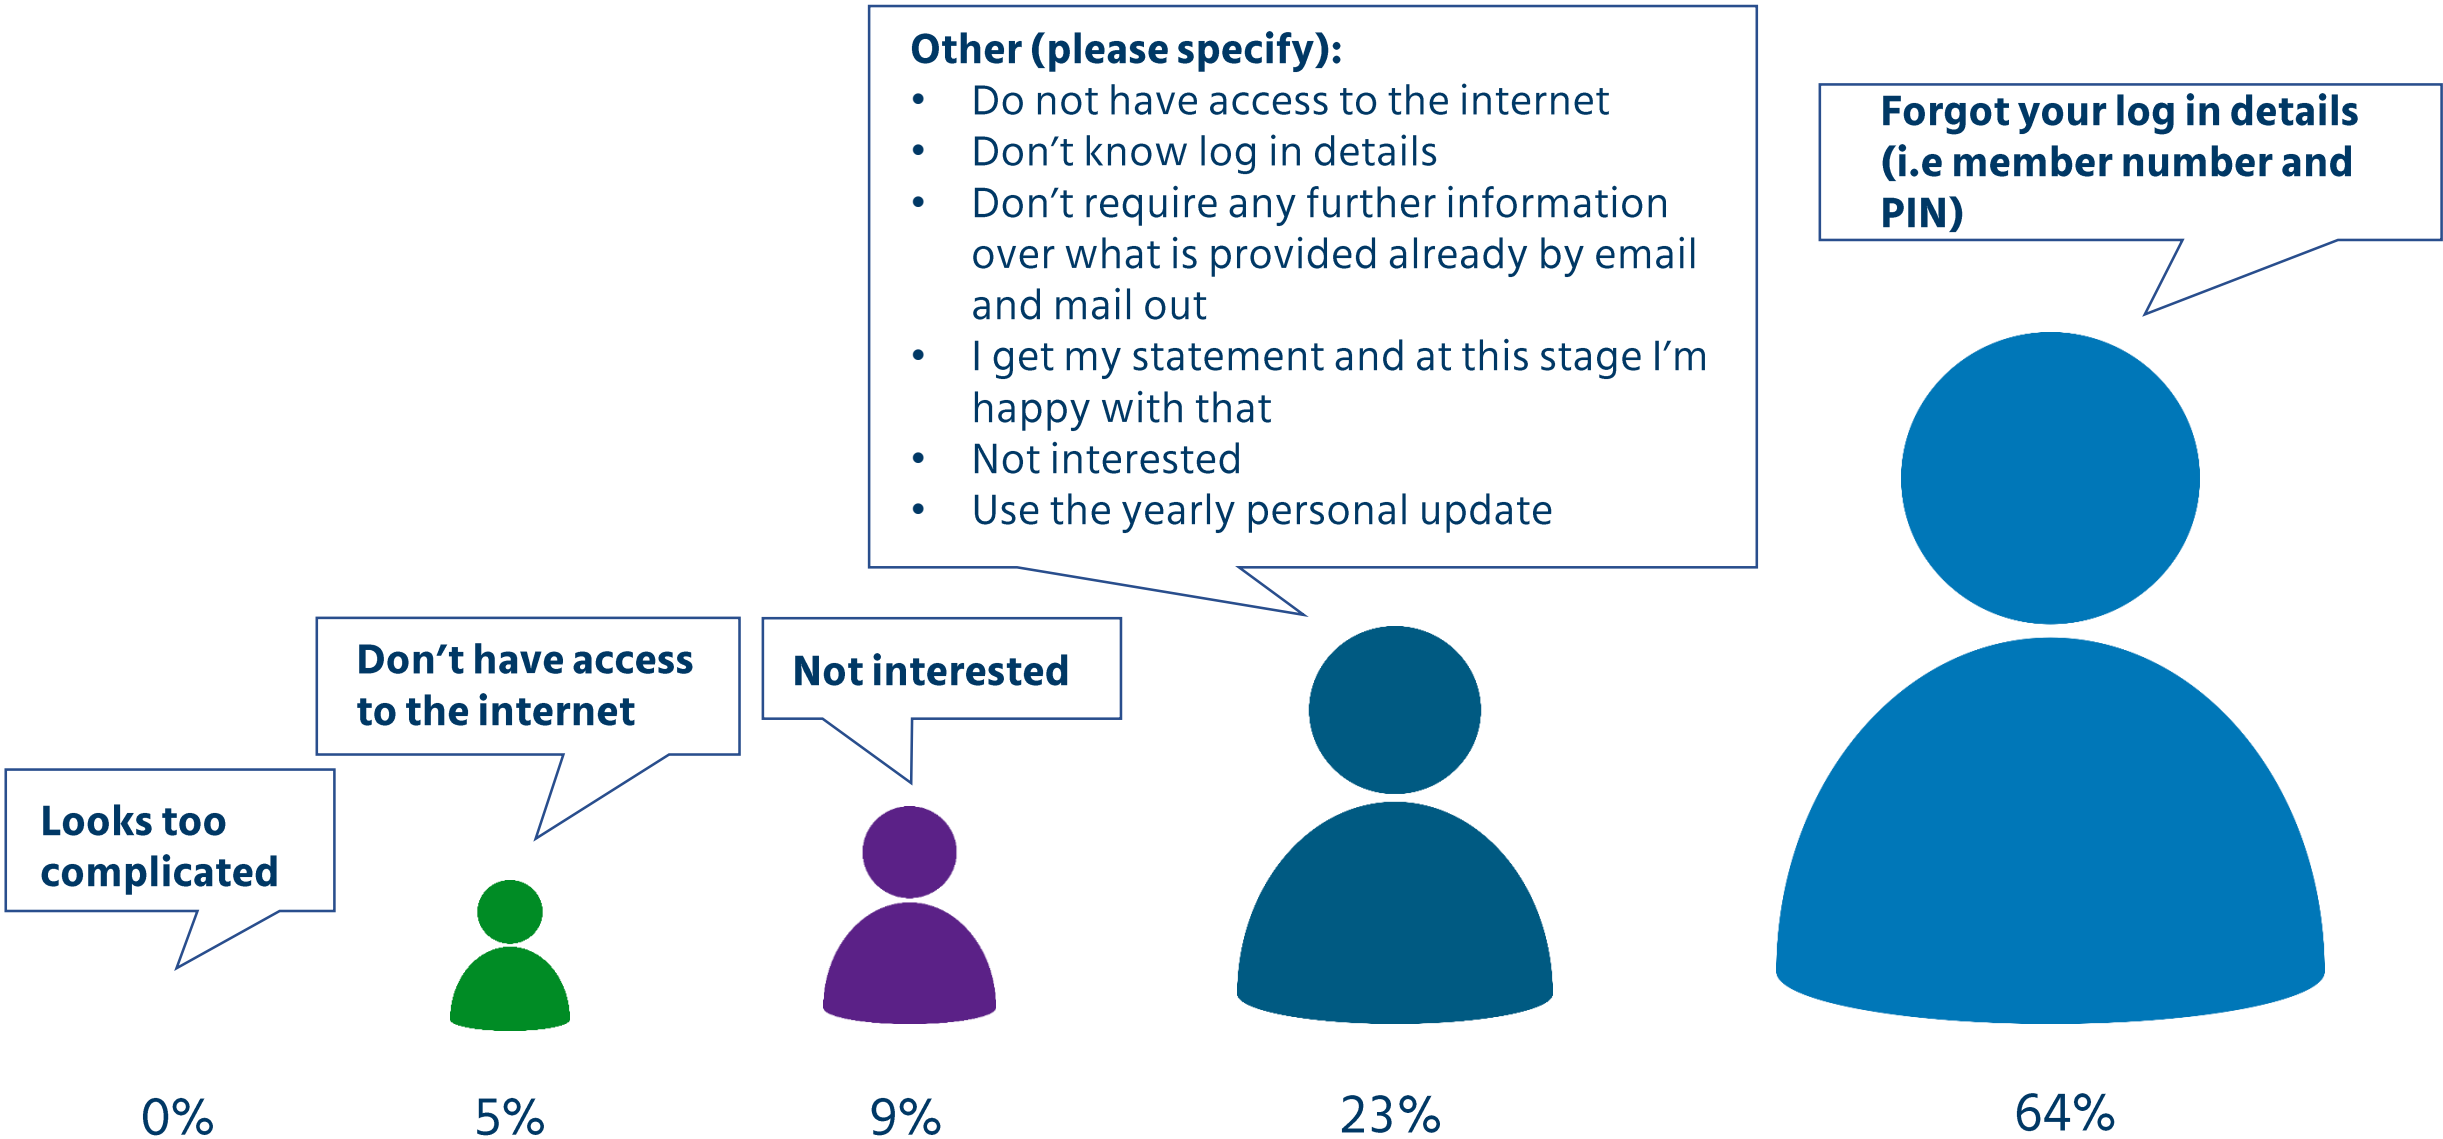 Other (please specify):
• Do not have access to the internet
• Don’t know log in details
• Don’t require any further information
over what is provided already by email
and mail out
• I get my statement and at this stage I’m
happy with that
• Not interested
• Use the yearly personal update
Forgot your log in details
(i.e member number and
PIN)
Don’t have access
to the internet
Not interested
Looks too
complicated
0%
5%
9%
23%
64%